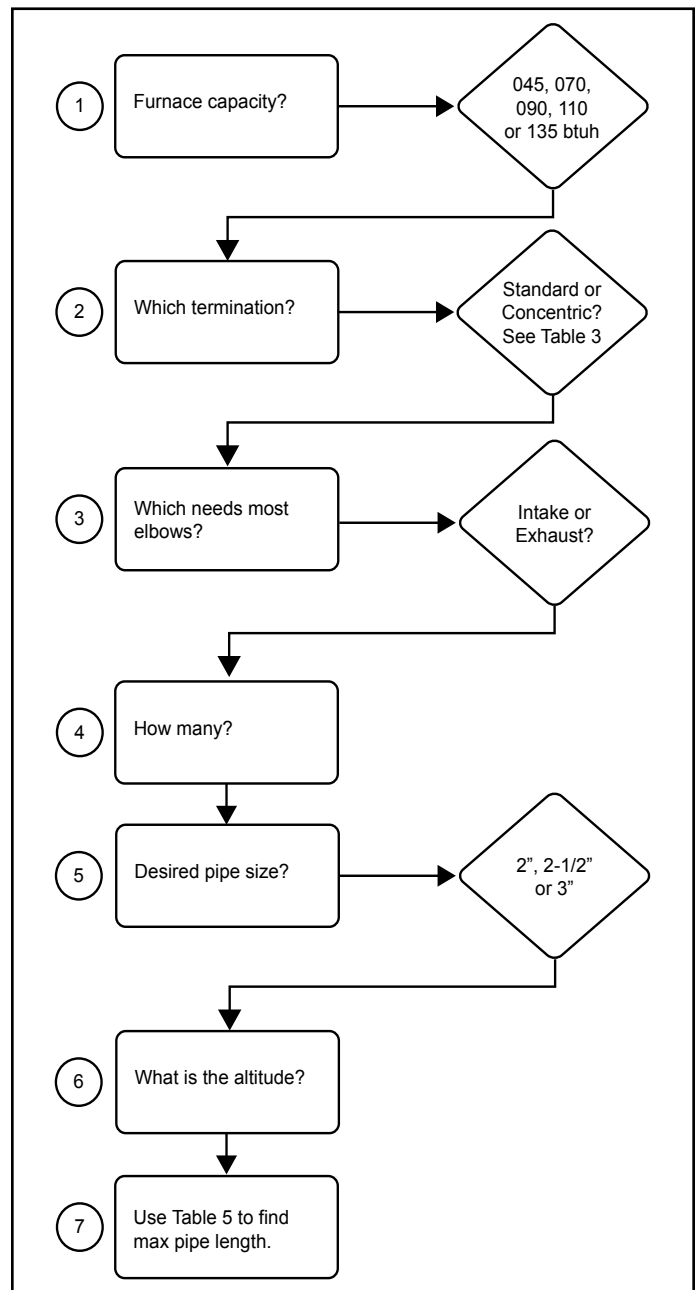 1
Furnace capacity?
045, 070,
090, 110
or 135 btuh
2
Which termination?
Standard or
Concentric?
See Table 3
3
Which needs most
elbows?
Intake or
Exhaust?
4
How many?
5
Desired pipe size?
2”, 2-1/2”
or 3”
6
What is the altitude?
7
Use Table 5 to find
max pipe length.